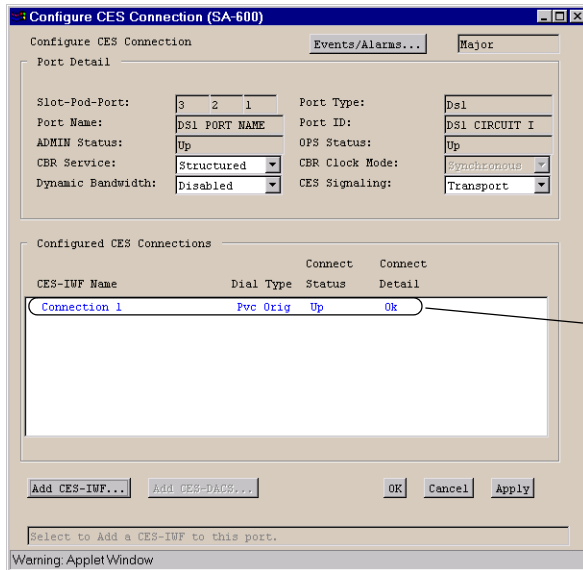 Configure CES Connection (SA-600)
Configure CES Connection Events/Alarms... Major
Port Detail
Slot-Pod-Port: 3 2 1 Port Type: Ds1
Port Name: DS1 PORT NAME Port ID: DS1 CIRCUIT I
ADMIN Status: Up OPS Status: Up
CBR Service: Structured CBR Clock Mode: Synchronous
Dynamic Bandwidth: Disabled CES Signaling: Transport
Configured CES Connections
Connect Connect
CES-IWF Name Dial Type Status Detail
Connection 1 Pvc Orig Up Ok
Add CES-IWF... Add CES-DACS... OK Cancel Apply
Select to Add a CES-IWF to this port.
Warning: Applet Window